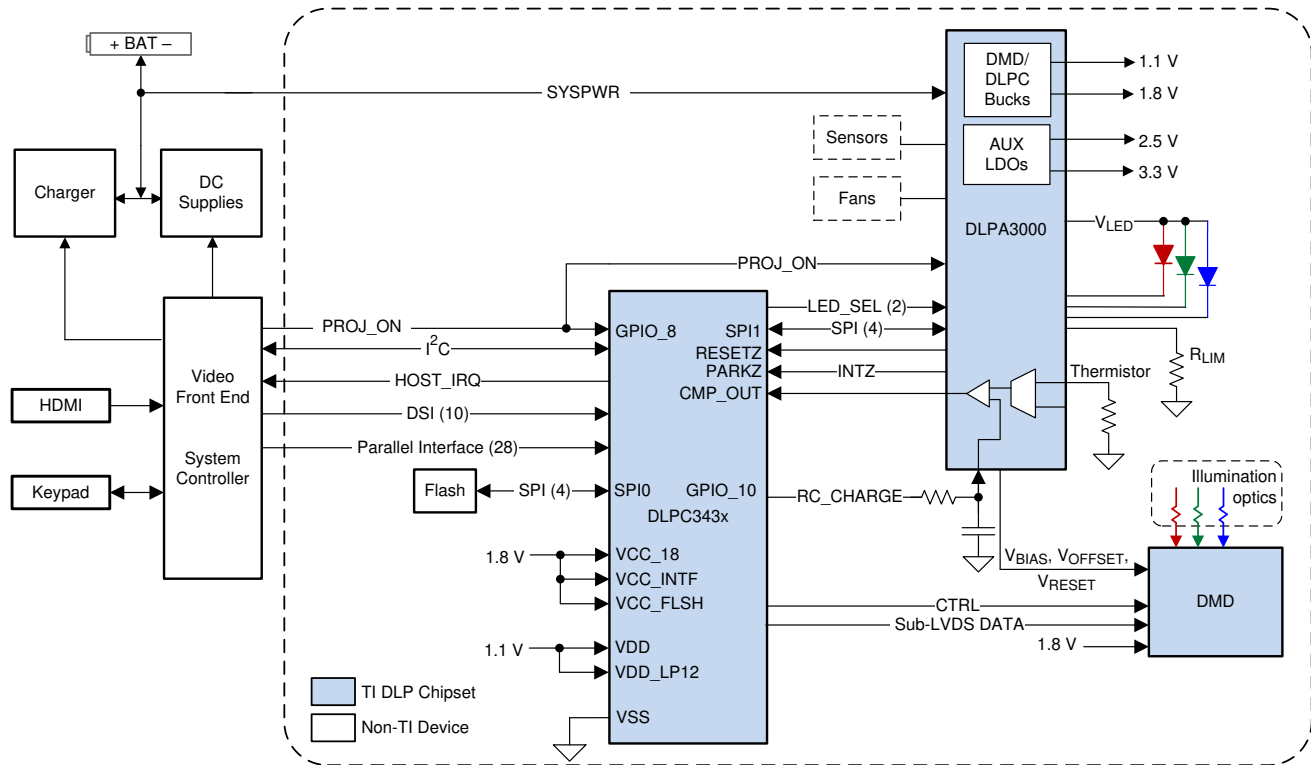 + BAT –
SYSPWR
DMD/
DLPC
Bucks
1.1 V
1.8 V
AUX
LDOs
2.5 V
3.3 V
Sensors
Fans
Charger
DC
Supplies
DLPA3000
VLED
PROJ_ON
PROJ_ON
GPIO_8
LED_SEL (2)
SPI1
SPI (4)
I2C
RESETZ
PARKZ
INTZ
HOST_IRQ
CMP_OUT
RLIM
Thermistor
Video
Front End
System
Controller
HDMI
Keypad
DSI (10)
Parallel Interface (28)
Flash
SPI (4)
SPI0
GPIO_10
RC_CHARGE
DLPC343x
Illumination
optics
1.8 V
VCC_18
VCC_INTF
VCC_FLSH
VBIAS, VOFFSET,
VRESET
DMD
CTRL
Sub-LVDS DATA
1.8 V
1.1 V
VDD
VDD_LP12
VSS
TI DLP Chipset
Non-TI Device